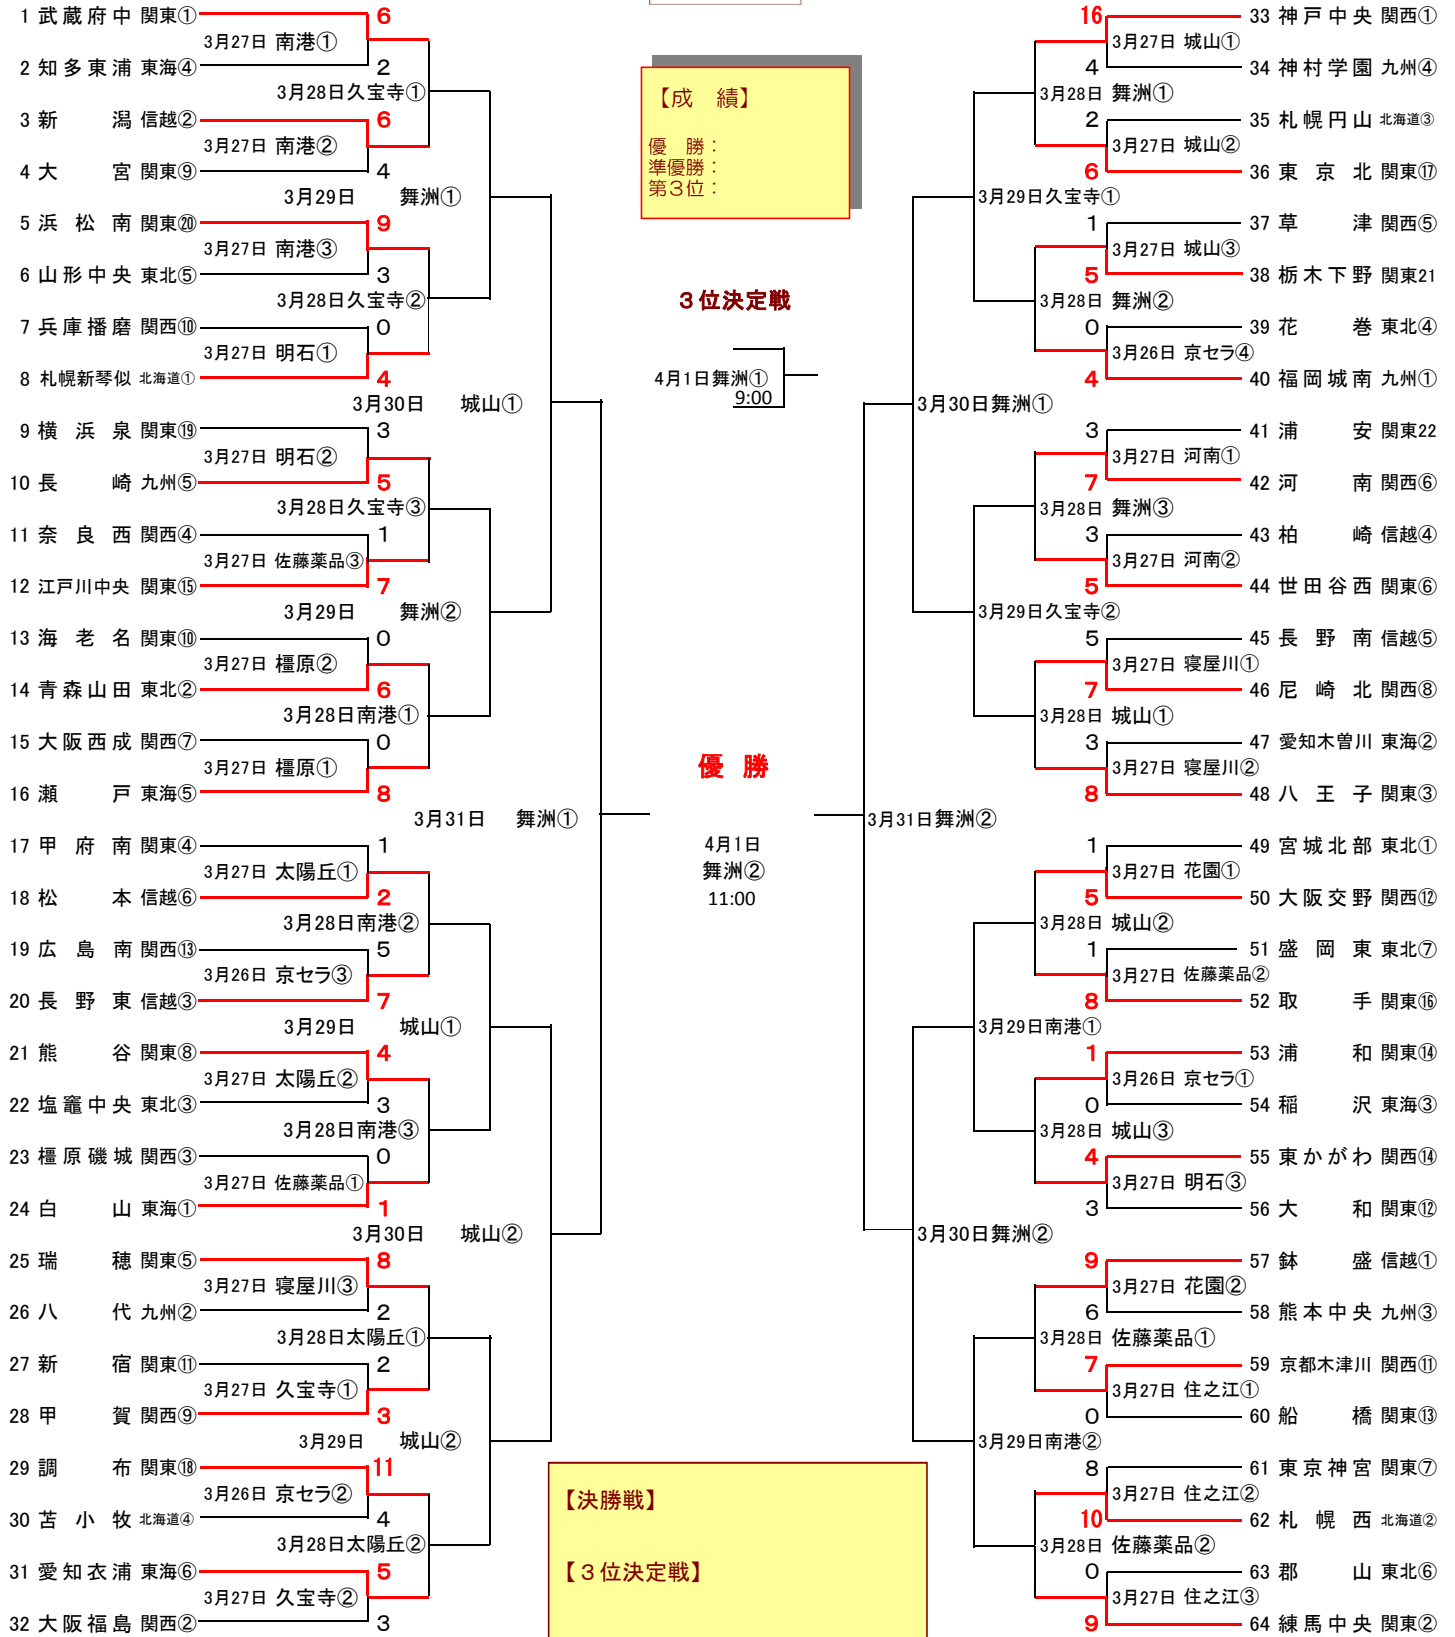 1 武蔵府中 関東① 6
3月27日 南港①
2 知多東浦 東海④ 2
3月28日久宝寺①
3 新潟 信越② 6
3月27日 南港②
4 大宮 関東⑨ 4
3月29日 舞洲①
5 浜松南 関東⑳ 9
3月27日 南港③
6 山形中央 東北⑤ 3
3月28日久宝寺②
7 兵庫播磨 関西⑩ 0
3月27日 明石①
8 札幌新琴似 北海道① 4
3月30日 城山①
9 横浜泉 関東⑲ 3
3月27日 明石②
10 長崎 九州⑤ 5
3月28日久宝寺③
11 奈良西 関西④ 1
3月27日 佐藤薬品③
12 江戸川中央 関東⑮ 7
3月29日 舞洲②
13 海老名 関東⑩ 0
3月27日 橿原②
14 青森山田 東北② 6
3月28日南港①
15 大阪西成 関西⑦ 0
3月27日 橿原①
16 瀬戸 東海⑤ 8
3月31日 舞洲①
17 甲府南 関東④ 1
3月27日 太陽丘①
18 松本 信越⑥ 2
3月28日南港②
19 広島南 関西⑬ 5
3月26日 京セラ③
20 長野東 信越③ 7
3月29日 城山①
21 熊谷 関東⑧ 4
3月27日 太陽丘②
22 塩竈中央 東北③ 3
3月28日南港③
23 橿原磯城 関西③ 0
3月27日 佐藤薬品①
24 白山 東海① 1
3月30日 城山②
25 瑞穂 関東⑤ 8
3月27日 寝屋川③
26 八代 九州② 2
3月28日太陽丘①
27 新宿 関東⑪ 2
3月27日 久宝寺①
28 甲賀 関西⑨ 3
3月29日 城山②
29 調布 関東⑱ 11
3月26日 京セラ②
30 苫小牧 北海道④ 4
3月28日太陽丘②
31 愛知衣浦 東海⑥ 5
3月27日 久宝寺②
32 大阪福島 関西② 3
【成 績】
優 勝：
準優勝：
第３位：
３位決定戦
4月1日舞洲①
9:00
優 勝
4月1日
舞洲②
11:00
【決勝戦】
【３位決定戦】
16 33 神戸中央 関西①
3月27日 城山①
4 34 神村学園 九州④
3月28日 舞洲①
2 35 札幌円山 北海道③
3月27日 城山②
6 36 東京北 関東⑰
3月29日久宝寺①
1 37 草津 関西⑤
3月27日 城山③
5 38 栃木下野 関東21
3月28日 舞洲②
0 39 花巻 東北④
3月26日 京セラ④
4 40 福岡城南 九州①
3月30日舞洲①
3 41 浦安 関東22
3月27日 河南①
7 42 河南 関西⑥
3月28日 舞洲③
3 43 柏崎 信越④
3月27日 河南②
5 44 世田谷西 関東⑥
3月29日久宝寺②
5 45 長野南 信越⑤
3月27日 寝屋川①
7 46 尼崎北 関西⑧
3月28日 城山①
3 47 愛知木曽川 東海②
3月27日 寝屋川②
8 48 八王子 関東③
3月31日舞洲②
1 49 宮城北部 東北①
3月27日 花園①
5 50 大阪交野 関西⑫
3月28日 城山②
1 51 盛岡東 東北⑦
3月27日 佐藤薬品②
8 52 取手 関東⑯
3月29日南港①
1 53 浦和 関東⑭
3月26日 京セラ①
0 54 稲沢 東海③
3月28日 城山③
4 55 東かがわ 関西⑭
3月27日 明石③
3 56 大和 関東⑫
3月30日舞洲②
9 57 鉢盛 信越①
3月27日 花園②
6 58 熊本中央 九州③
3月28日 佐藤薬品①
7 59 京都木津川 関西⑪
3月27日 住之江①
0 60 船橋 関東⑬
3月29日南港②
8 61 東京神宮 関東⑦
3月27日 住之江②
10 62 札幌西 北海道②
3月28日 佐藤薬品②
0 63 郡山 東北⑥
3月27日 住之江③
9 64 練馬中央 関東②